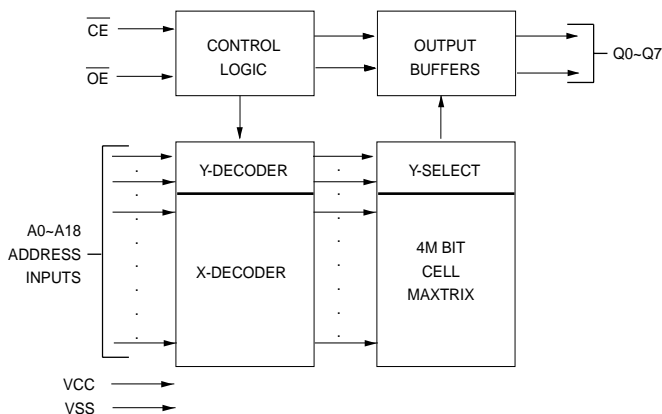 CE
CONTROL
LOGIC
OUTPUT
BUFFERS
Q0~Q7
OE
Y-DECODER
Y-SELECT
A0~A18
ADDRESS
INPUTS
X-DECODER
4M BIT
CELL
MAXTRIX
VCC
VSS